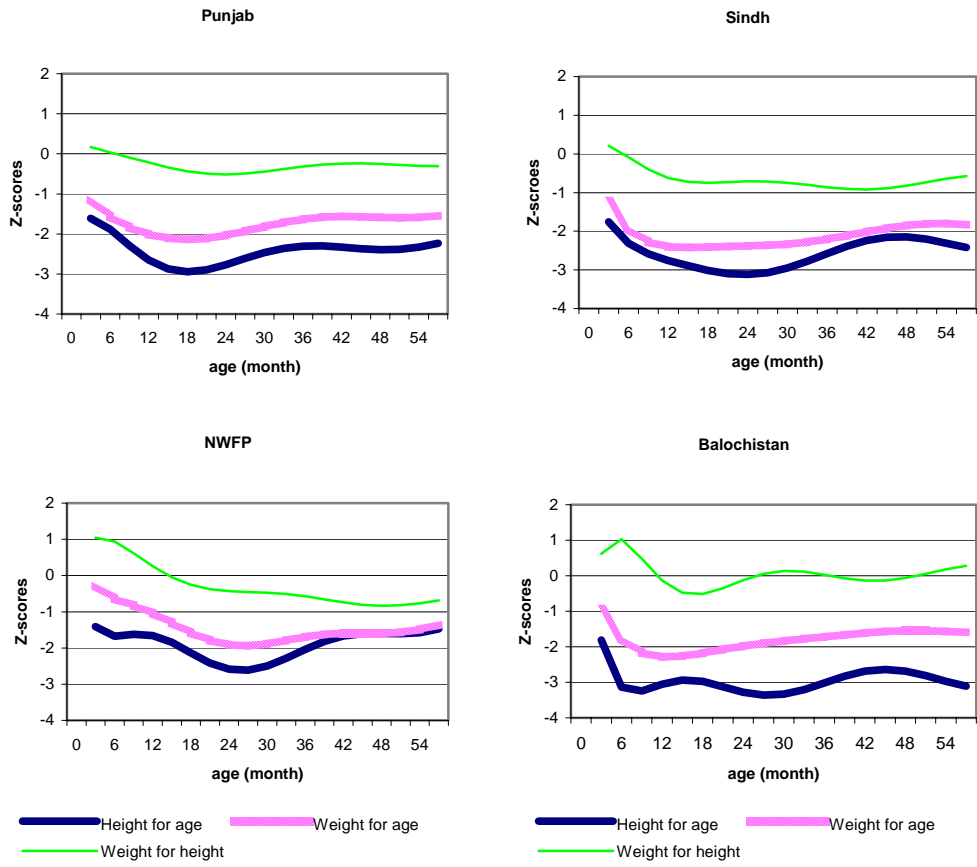 Punjab
2
1
0
-1
-2
-3
-4
Z-scores
0 6 12 18 24 30 36 42 48 54
age (month)
Sindh
2
1
0
-1
-2
-3
-4
Z-scroes
0 6 12 18 24 30 36 42 48 54
age (month)
NWFP
2
1
0
-1
-2
-3
-4
Z-scores
0 6 12 18 24 30 36 42 48 54
age (month)
Balochistan
2
1
0
-1
-2
-3
-4
Z-scores
0 6 12 18 24 30 36 42 48 54
age (month)
Height for age Weight for age
Weight for height
Height for age Weight for age
Weight for height